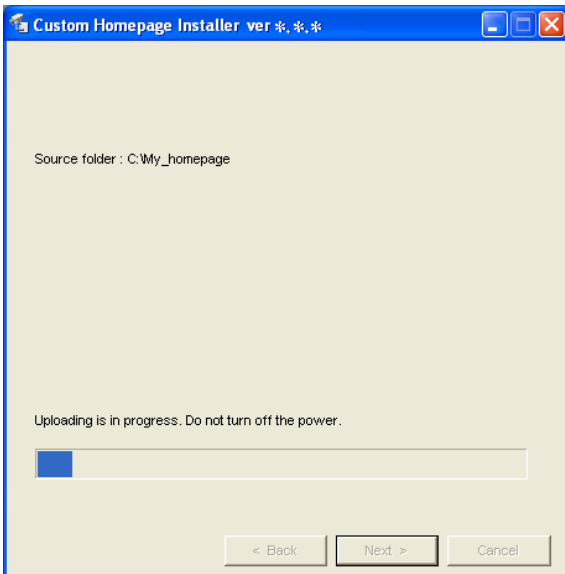 Custom Homepage Installer ver *.*.*
Source folder : C:\My_homepage
Uploading is in progress. Do not turn off the power.
< Back
Next >
Cancel